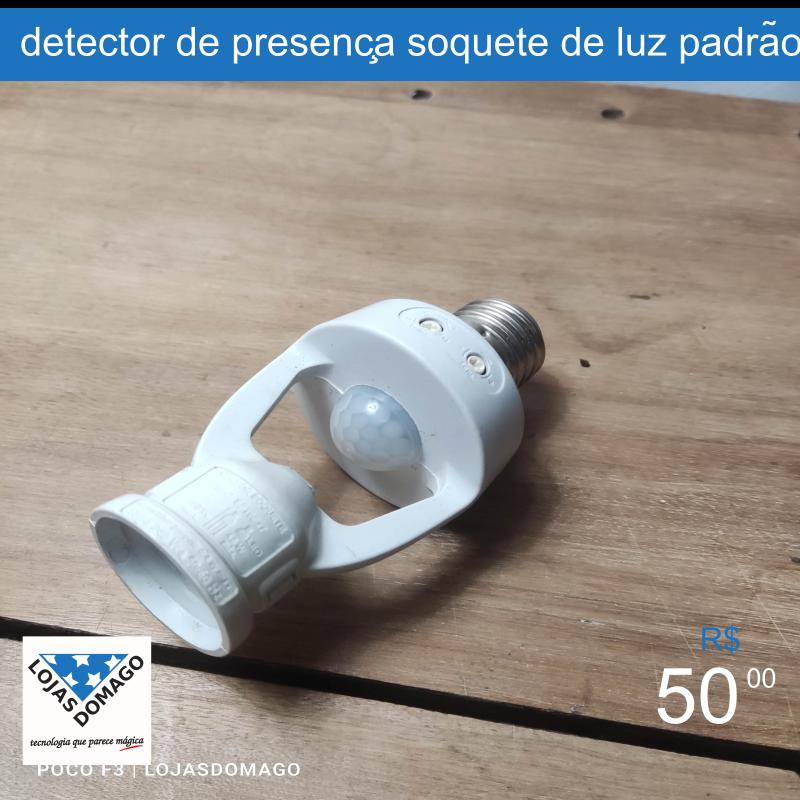 detector de presença soquete de luz padrão
R$
50 00
LOJAS DOMAGO
tecnologia que parece mágica
POCO F3 | LOJASDOMAGO